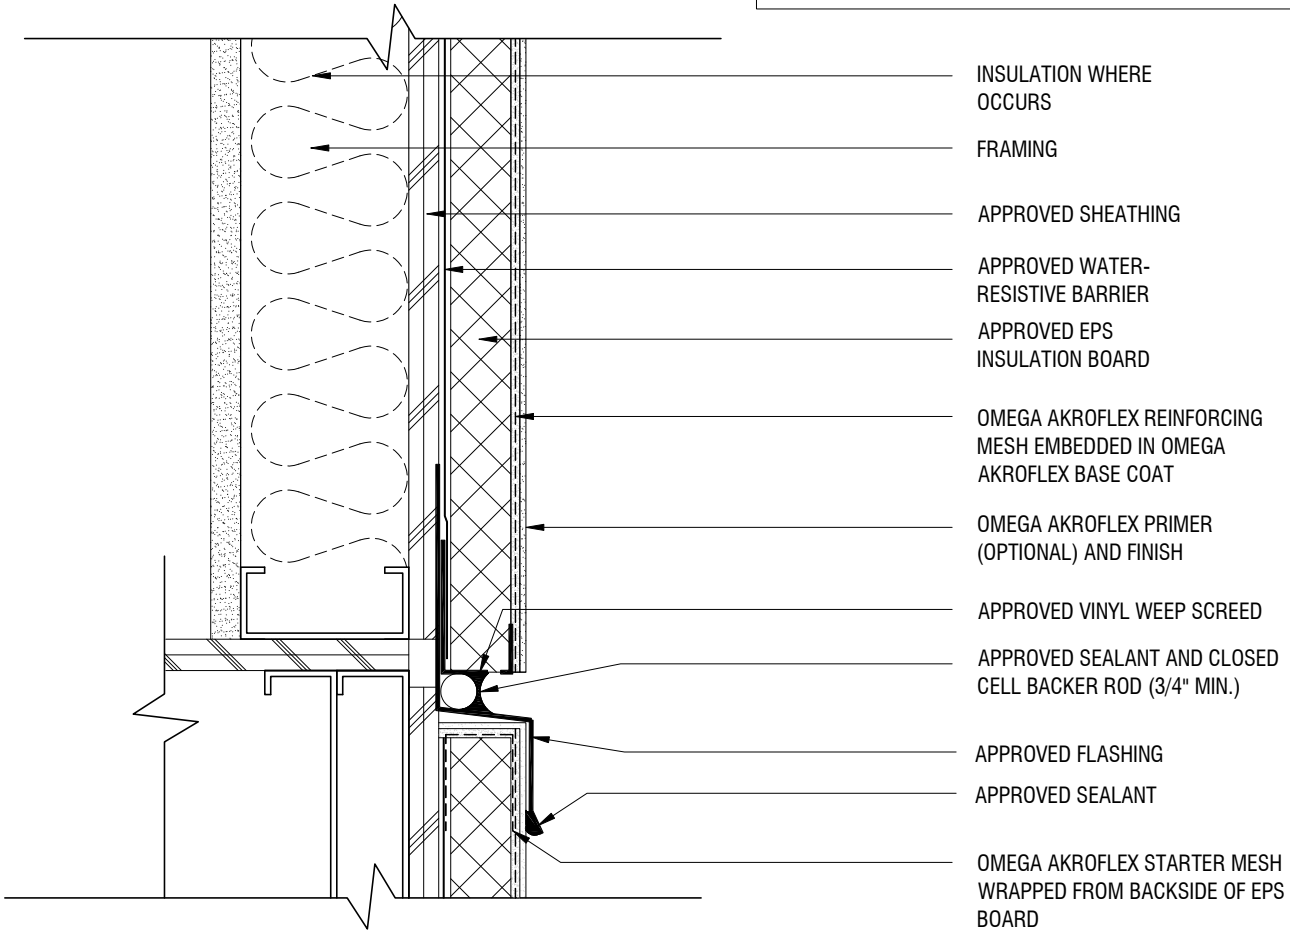 INSULATION WHERE
OCCURS
FRAMING
APPROVED SHEATHING
APPROVED WATER-
RESISTIVE BARRIER
APPROVED EPS
INSULATION BOARD
OMEGA AKROFLEX REINFORCING
MESH EMBEDDED IN OMEGA
AKROFLEX BASE COAT
OMEGA AKROFLEX PRIMER
(OPTIONAL) AND FINISH
APPROVED VINYL WEEP SCREED
APPROVED SEALANT AND CLOSED
CELL BACKER ROD (3/4" MIN.)
APPROVED FLASHING
APPROVED SEALANT
OMEGA AKROFLEX STARTER MESH
WRAPPED FROM BACKSIDE OF EPS
BOARD